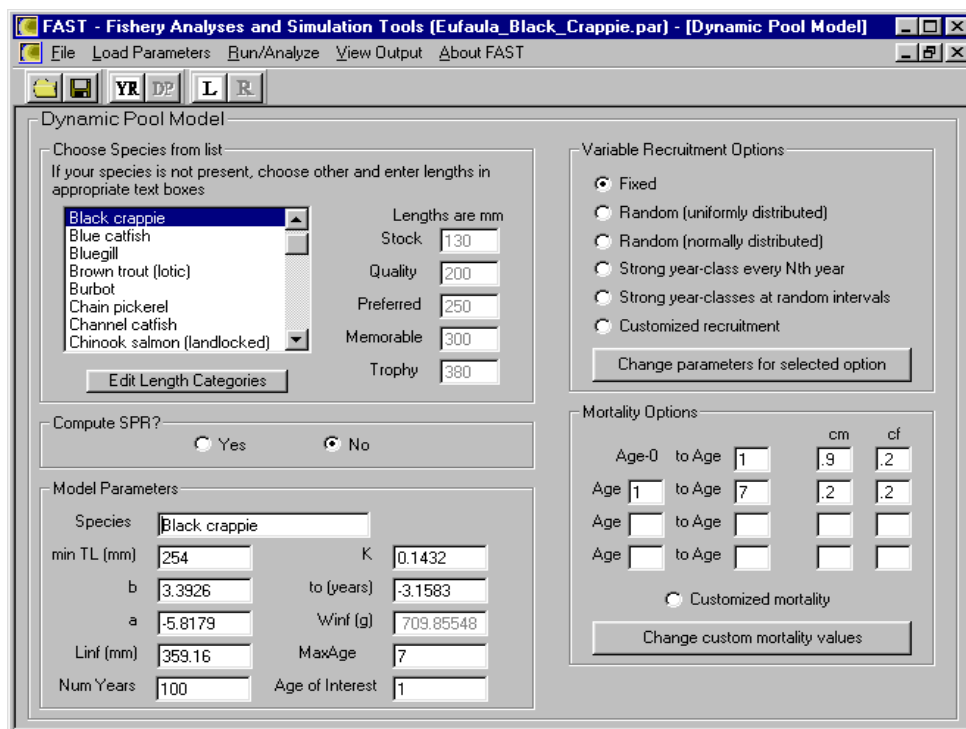 FAST - Fishery Analyses and Simulation Tools (Eufaula_Black_Crappie.par) - [Dynamic Pool Model]
File Load Parameters Run/Analyze View Output About FAST
YR DP L R
Dynamic Pool Model
Choose Species from list
If your species is not present, choose other and enter lengths in
appropriate text boxes
Black crappie
Blue catfish
Bluegill
Brown trout (lotic)
Burbot
Chain pickerel
Channel catfish
Chinook salmon (landlocked)
Lengths are mm
Stock 130
Quality 200
Preferred 250
Memorable 300
Trophy 380
Edit Length Categories
Compute SPR?
Yes No
Model Parameters
Species Black crappie
min TL (mm) 254 K 0.1432
b 3.3926 to (years) -3.1583
a -5.8179 Winf (g) 709.85548
Linf (mm) 359.16 MaxAge 7
Num Years 100 Age of Interest 1
Variable Recruitment Options
Fixed
Random (uniformly distributed)
Random (normally distributed)
Strong year-class every Nth year
Strong year-classes at random intervals
Customized recruitment
Change parameters for selected option
Mortality Options
cm cf
Age-0 to Age 1 .9 .2
Age 1 to Age 7 .2 .2
Age to Age
Age to Age
Customized mortality
Change custom mortality values